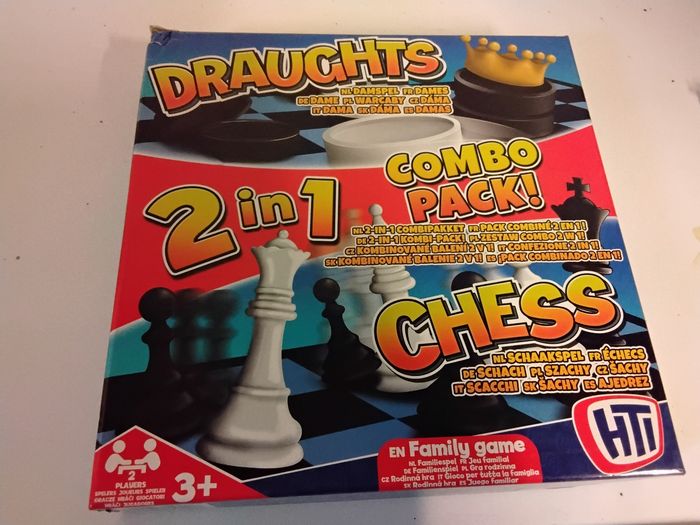 DRAUGHTS
NL DAMSPEL FR DAMES
DE DAME PL WARCABY CZ DÁMA
IT DAMA SK DÁMA ES DAMAS
2 in 1
COMBO
PACK!
NL 2-IN-1 COMBIPAKKET FR PACK COMBINÉ 2 EN 1!
DE 2-IN-1 KOMBI-PACK! PL ZESTAW COMBO 2 W 1!
CZ KOMBINOVANÉ BALENÍ 2 V 1! IT CONFEZIONE 2 IN 1!
SK KOMBINOVANÉ BALENIE 2 V 1! ES ¡PACK COMBINADO 2 EN 1!
CHESS
NL SCHAAKSPEL FR ÉCHECS
DE SCHACH PL SZACHY CZ ŠACHY
IT SCACCHI SK ŠACHY ES AJEDREZ
HTI
EN Family game
NL Familiespel FR Jeu familial
DE Familienspiel PL Gra rodzinna
CZ Rodinná hra IT Gioco per tutta la famiglia
SK Rodinná hra ES Juego familiar
2
PLAYERS
SPELERS JOUEURS SPIELER
GRACZE HRÁČI GIOCATORI
HRÁČI JUGADORES
3+